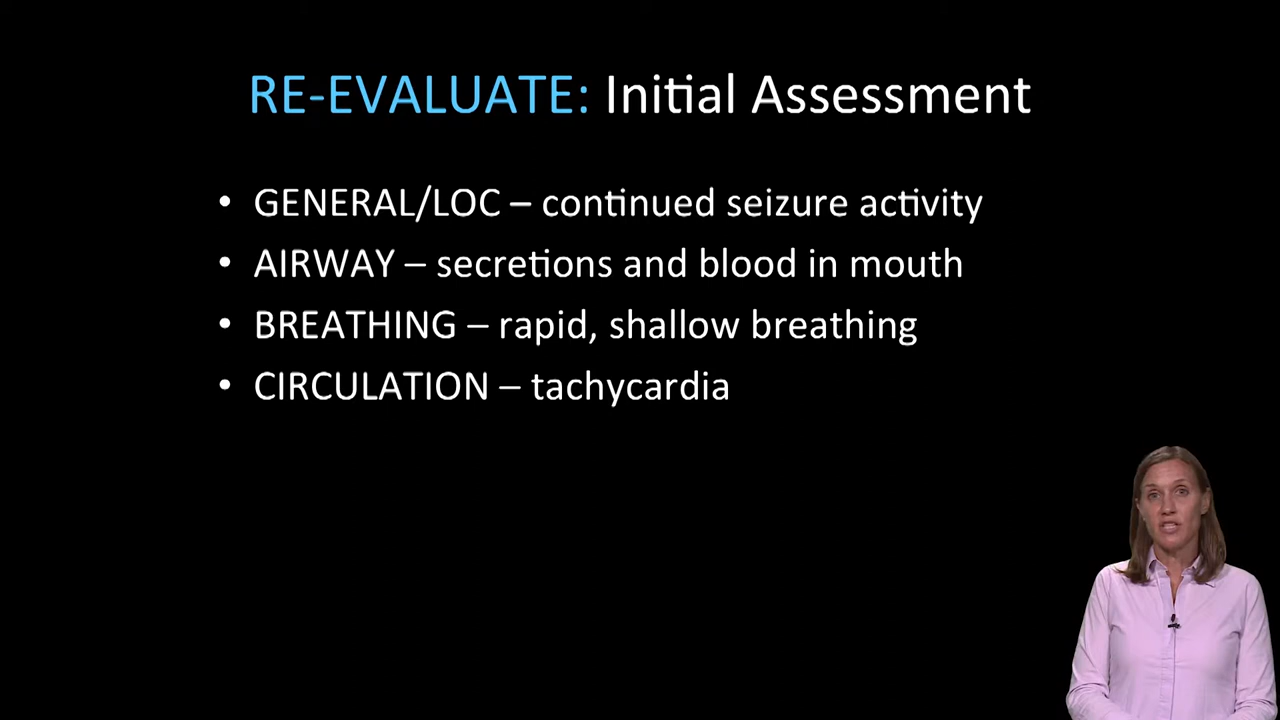 RE-EVALUATE: Initial Assessment
• GENERAL/LOC – continued seizure activity
• AIRWAY – secretions and blood in mouth
• BREATHING – rapid, shallow breathing
• CIRCULATION – tachycardia